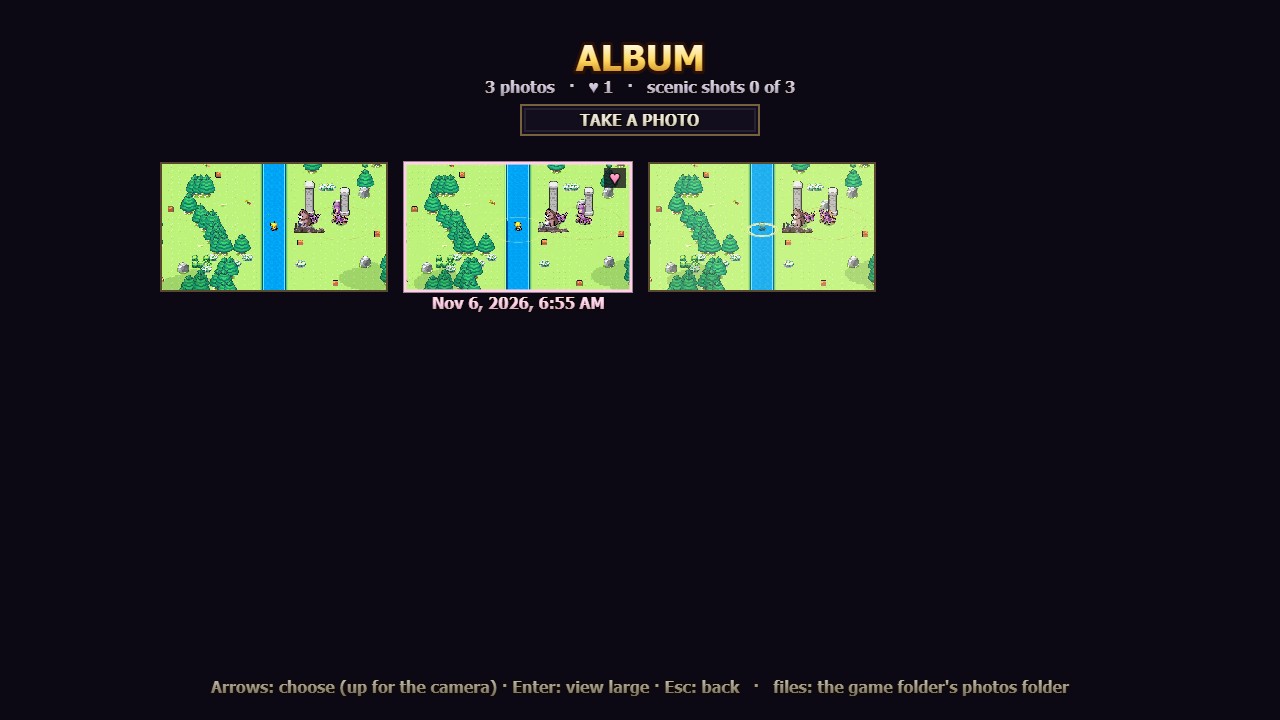 ALBUM
3 photos · ♥ 1 · scenic shots 0 of 3
TAKE A PHOTO
Nov 6, 2026, 6:55 AM
Arrows: choose (up for the camera) · Enter: view large · Esc: back · files: the game folder's photos folder